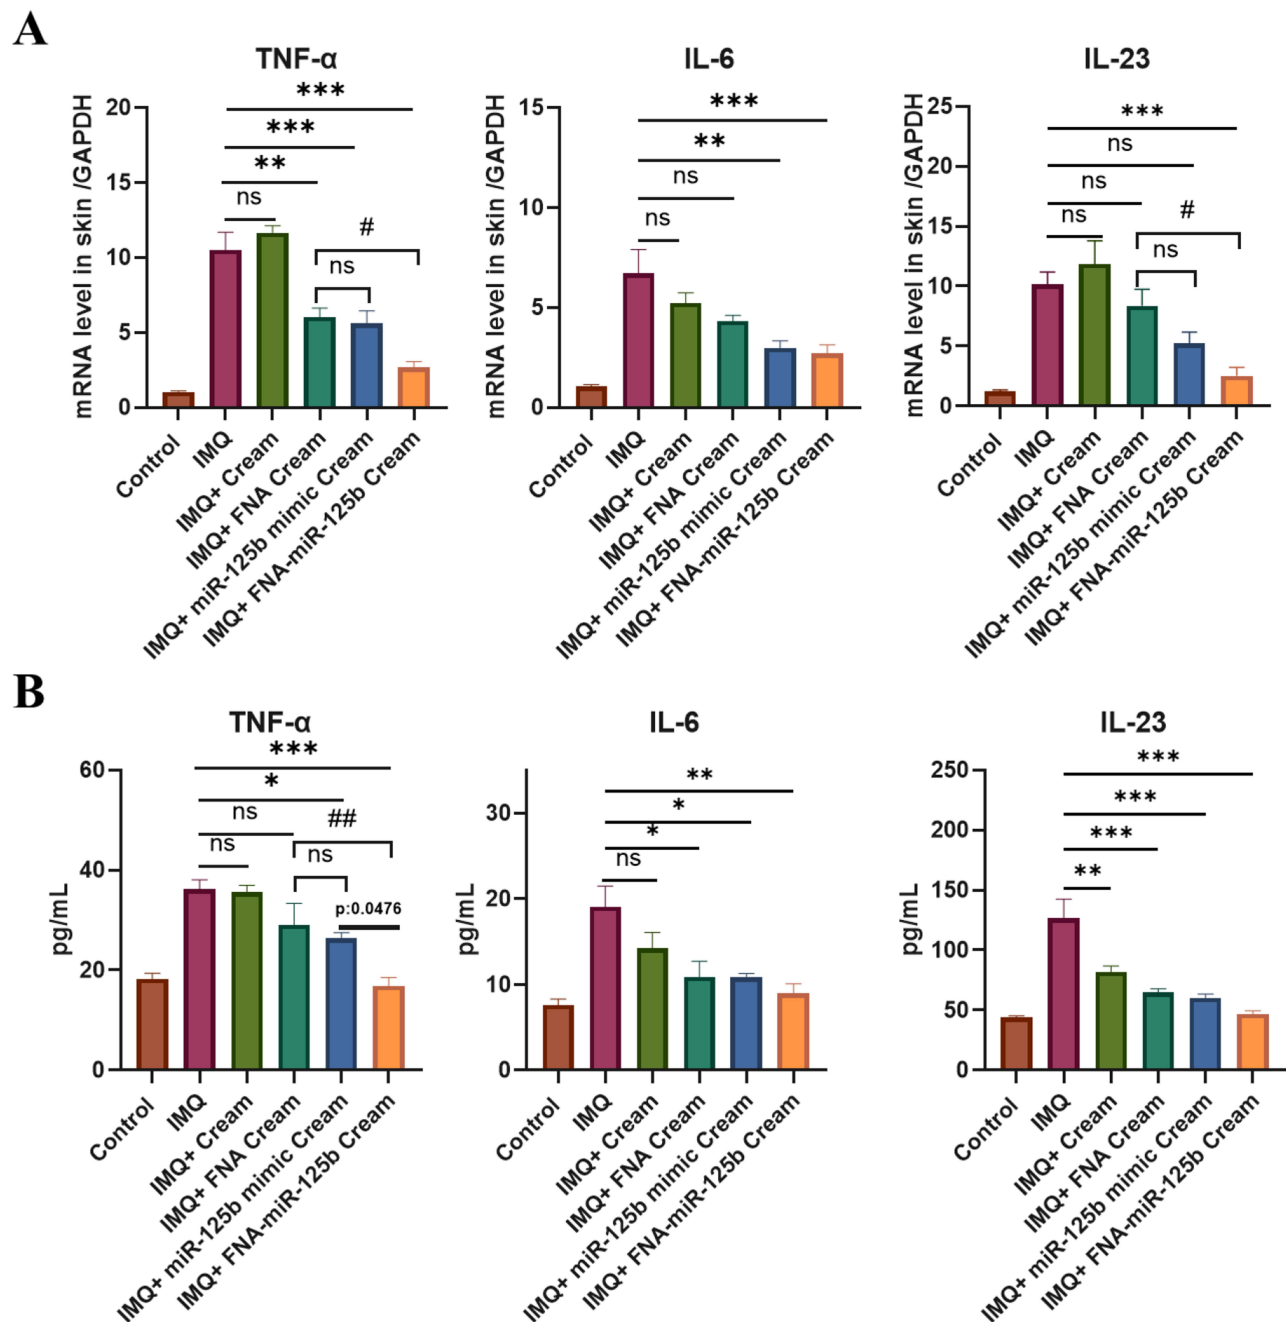 A
TNF-α
mRNA level in skin /GAPDH
20
15
10
5
0
***
***
**
ns
#
ns
Control
IMQ
IMQ+ Cream
IMQ+ FNA Cream
IMQ+ miR-125b mimic Cream
IMQ+ FNA-miR-125b Cream
IL-6
mRNA level in skin /GAPDH
15
10
5
0
***
**
ns
ns
Control
IMQ
IMQ+ Cream
IMQ+ FNA Cream
IMQ+ miR-125b mimic Cream
IMQ+ FNA-miR-125b Cream
IL-23
mRNA level in skin /GAPDH
25
20
15
10
5
0
***
ns
ns
ns
#
ns
Control
IMQ
IMQ+ Cream
IMQ+ FNA Cream
IMQ+ miR-125b mimic Cream
IMQ+ FNA-miR-125b Cream
B
TNF-α
pg/mL
60
40
20
0
***
*
ns
ns
##
ns
p:0.0476
Control
IMQ
IMQ+ Cream
IMQ+ FNA Cream
IMQ+ miR-125b mimic Cream
IMQ+ FNA-miR-125b Cream
IL-6
pg/mL
30
20
10
0
**
*
*
ns
Control
IMQ
IMQ+ Cream
IMQ+ FNA Cream
IMQ+ miR-125b mimic Cream
IMQ+ FNA-miR-125b Cream
IL-23
pg/mL
250
200
150
100
50
0
***
***
***
**
Control
IMQ
IMQ+ Cream
IMQ+ FNA Cream
IMQ+ miR-125b mimic Cream
IMQ+ FNA-miR-125b Cream